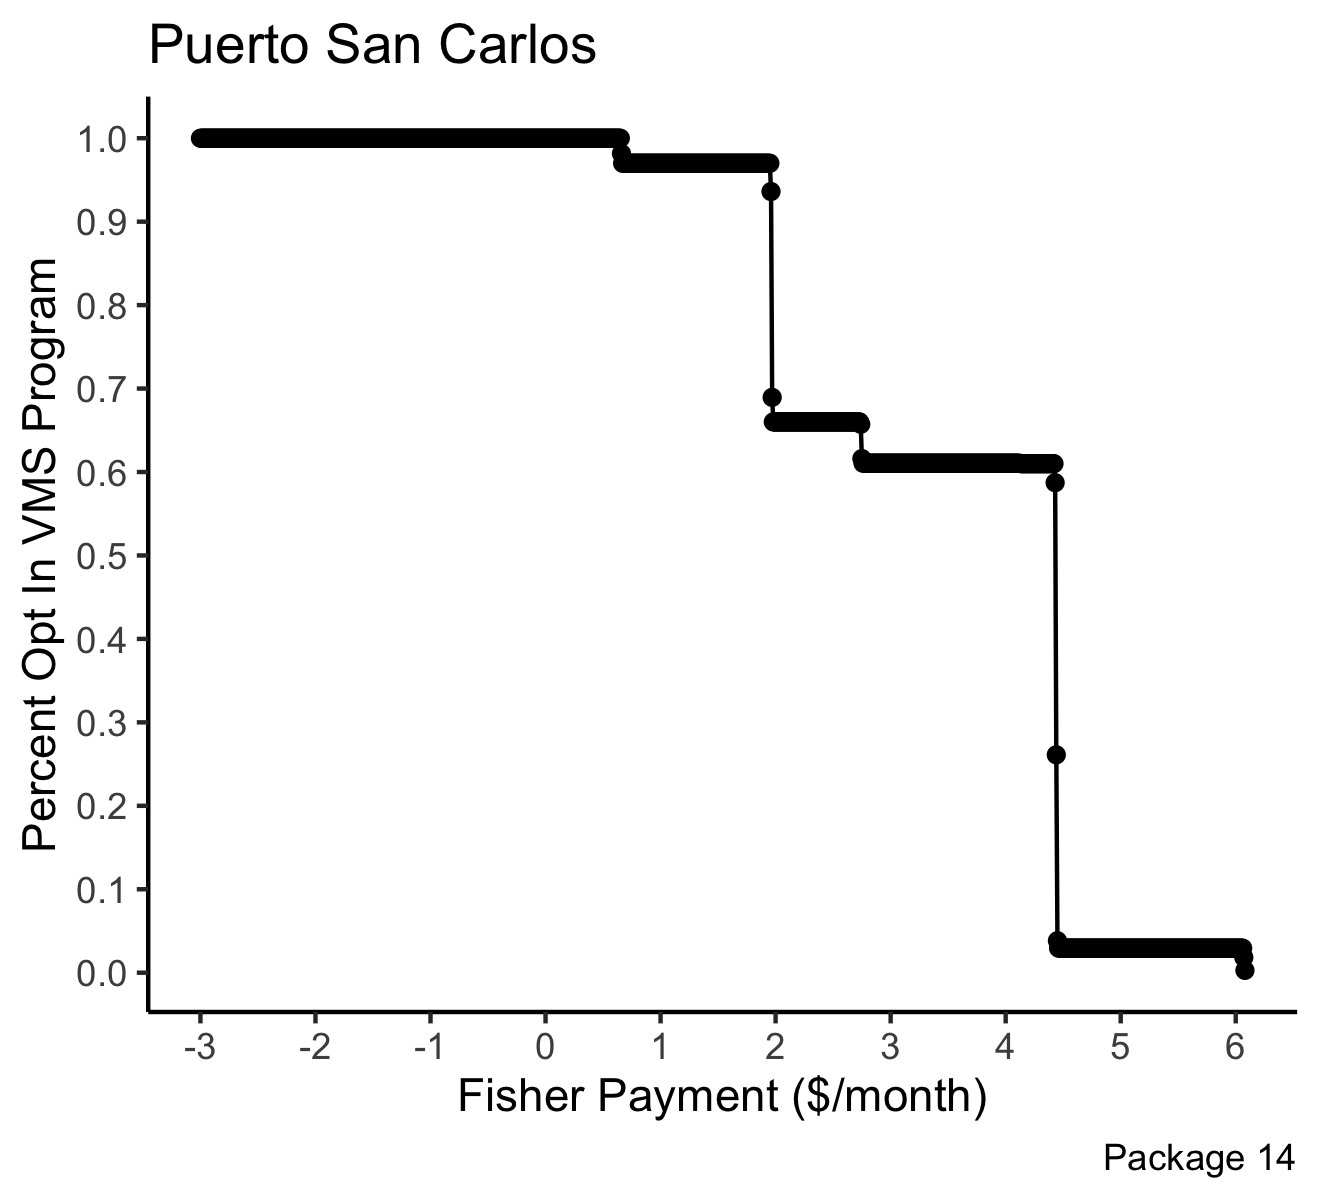 Puerto San Carlos
Percent Opt In VMS Program
1.0
0.9
0.8
0.7
0.6
0.5
0.4
0.3
0.2
0.1
0.0
-3 -2 -1 0 1 2 3 4 5 6
Fisher Payment ($/month)
Package 14